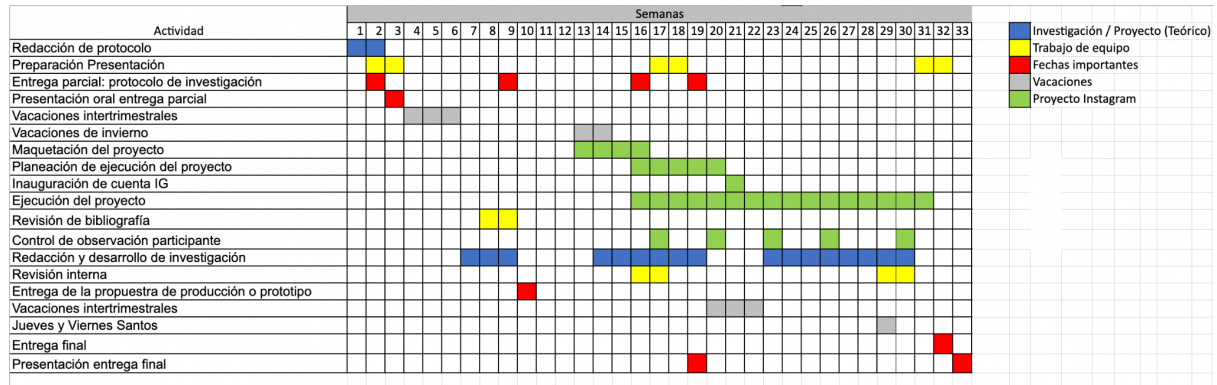 Semanas
Actividad 1 2 3 4 5 6 7 8 9 10 11 12 13 14 15 16 17 18 19 20 21 22 23 24 25 26 27 28 29 30 31 32 33
Redacción de protocolo
Preparación Presentación
Entrega parcial: protocolo de investigación
Presentación oral entrega parcial
Vacaciones intertrimestrales
Vacaciones de invierno
Maquetación del proyecto
Planeación de ejecución del proyecto
Inauguración de cuenta IG
Ejecución del proyecto
Revisión de bibliografía
Control de observación participante
Redacción y desarrollo de investigación
Revisión interna
Entrega de la propuestra de producción o prototipo
Vacaciones intertrimestrales
Jueves y Viernes Santos
Entrega final
Presentación entrega final
Investigación / Proyecto (Teórico)
Trabajo de equipo
Fechas importantes
Vacaciones
Proyecto Instagram